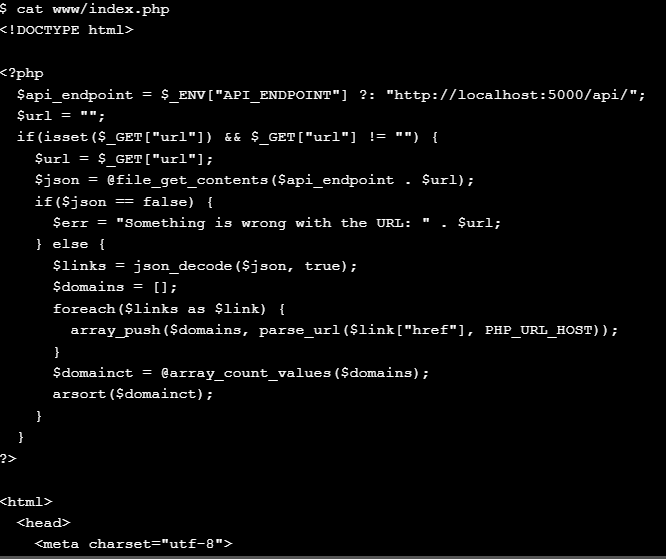 $ cat www/index.php
<!DOCTYPE html>

<?php
  $api_endpoint = $_ENV["API_ENDPOINT"] ?: "http://localhost:5000/api/";
  $url = "";
  if(isset($_GET["url"]) && $_GET["url"] != "") {
    $url = $_GET["url"];
    $json = @file_get_contents($api_endpoint . $url);
    if($json == false) {
      $err = "Something is wrong with the URL: " . $url;
    } else {
      $links = json_decode($json, true);
      $domains = [];
      foreach($links as $link) {
        array_push($domains, parse_url($link["href"], PHP_URL_HOST));
      }
      $domainct = @array_count_values($domains);
      arsort($domainct);
    }
  }
?>

<html>
  <head>
    <meta charset="utf-8">